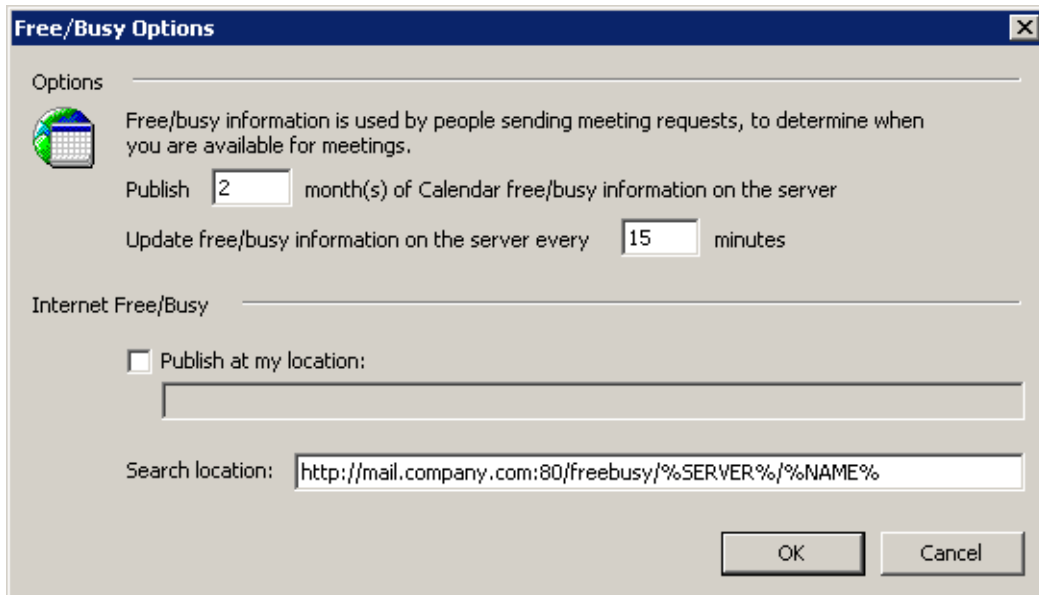 Free/Busy Options
Options
Free/busy information is used by people sending meeting requests, to determine when
you are available for meetings.
Publish 2 month(s) of Calendar free/busy information on the server
Update free/busy information on the server every 15 minutes
Internet Free/Busy
Publish at my location:
Search location: http://mail.company.com:80/freebusy/%SERVER%/%NAME%
OK Cancel